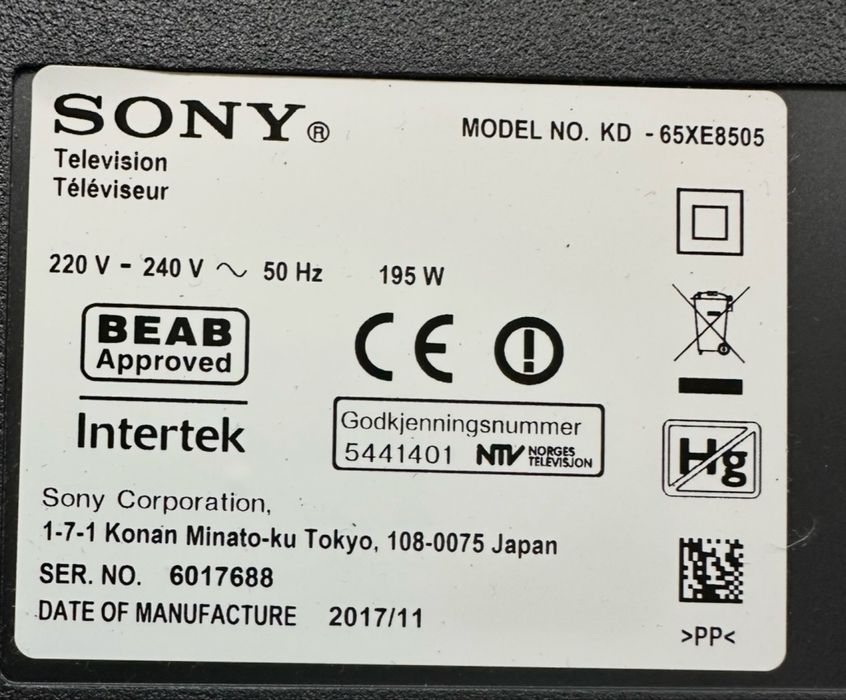 SONY®
MODEL NO. KD - 65XE8505
Television
Téléviseur
220 V - 240 V ~ 50 Hz 195 W
BEAB
Approved
CE
Intertek
Godkjenningsnummer
5441401 NTV NORGES
TELEVISJON
Hg
Sony Corporation,
1-7-1 Konan Minato-ku Tokyo, 108-0075 Japan
SER. NO. 6017688
DATE OF MANUFACTURE 2017/11
>PP<